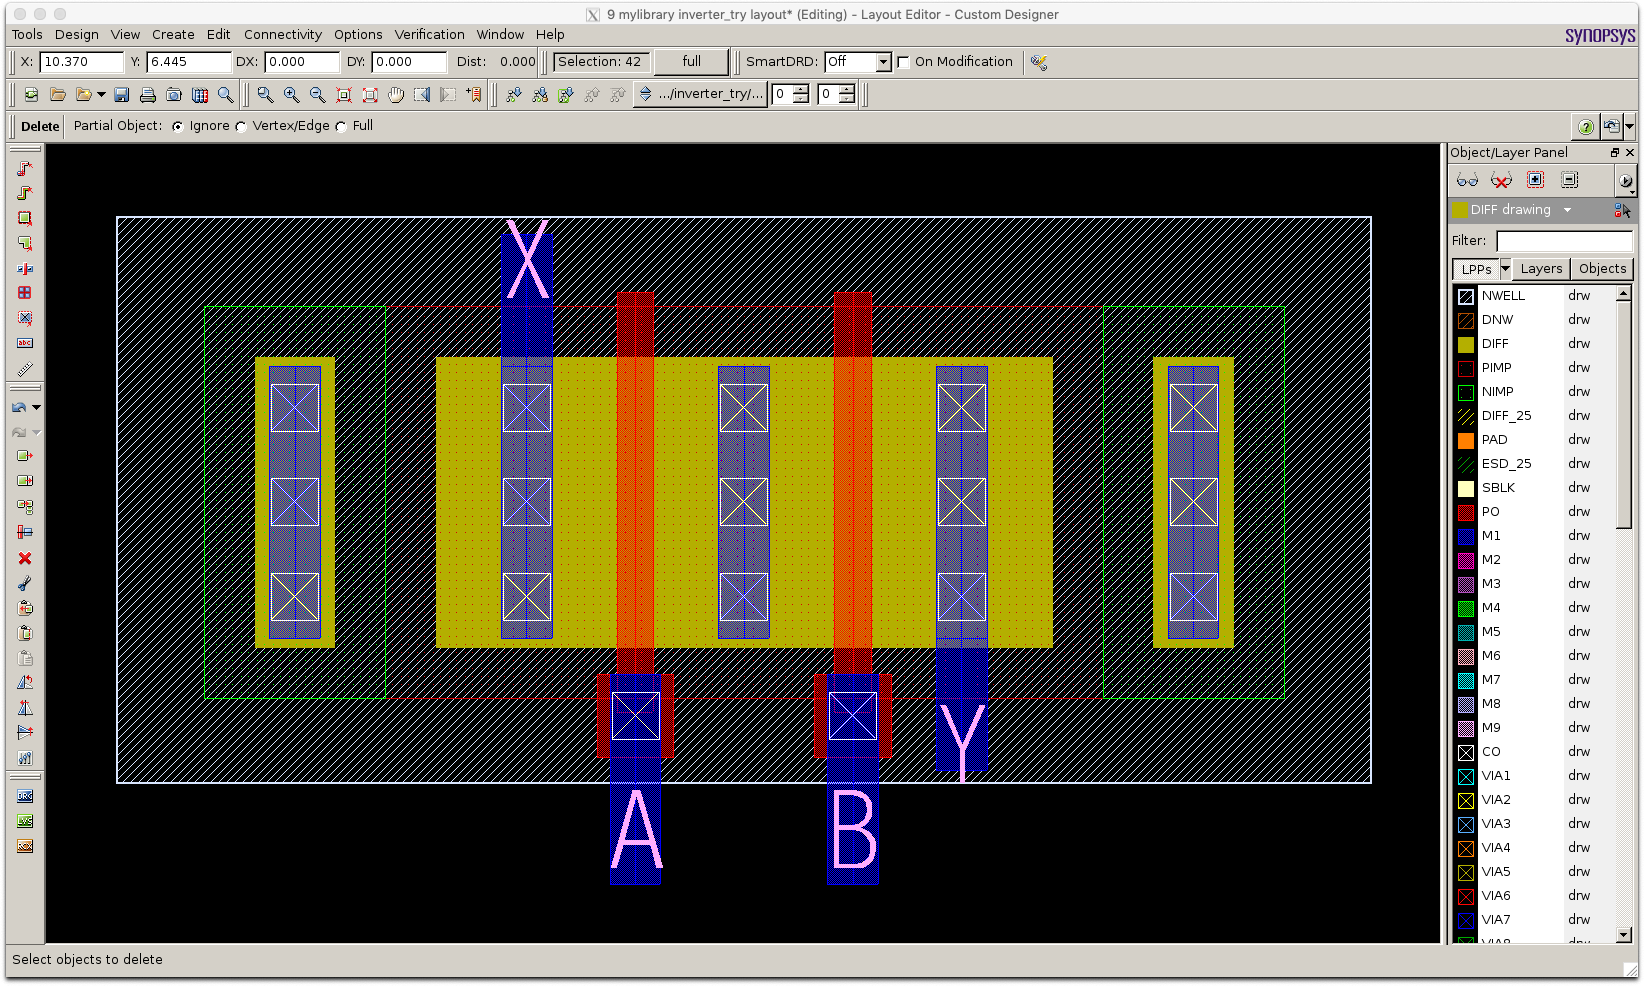 9 mylibrary inverter_try layout* (Editing) - Layout Editor - Custom Designer
Tools Design View Create Edit Connectivity Options Verification Window Help
SYNOPSYS
X: 10.370 Y: 6.445 DX: 0.000 DY: 0.000 Dist: 0.000 Selection: 42 full SmartDRD: Off On Modification
.../inverter_try/... 0 0
Delete Partial Object: Ignore Vertex/Edge Full
Object/Layer Panel
DIFF drawing
Filter:
LPPs Layers Objects
NWELL drw
DNW drw
DIFF drw
PIMP drw
NIMP drw
DIFF_25 drw
PAD drw
ESD_25 drw
SBLK drw
PO drw
M1 drw
M2 drw
M3 drw
M4 drw
M5 drw
M6 drw
M7 drw
M8 drw
M9 drw
CO drw
VIA1 drw
VIA2 drw
VIA3 drw
VIA4 drw
VIA5 drw
VIA6 drw
VIA7 drw
VIA8 drw
X
Y
A B
abc
DRC
LVS
Select objects to delete